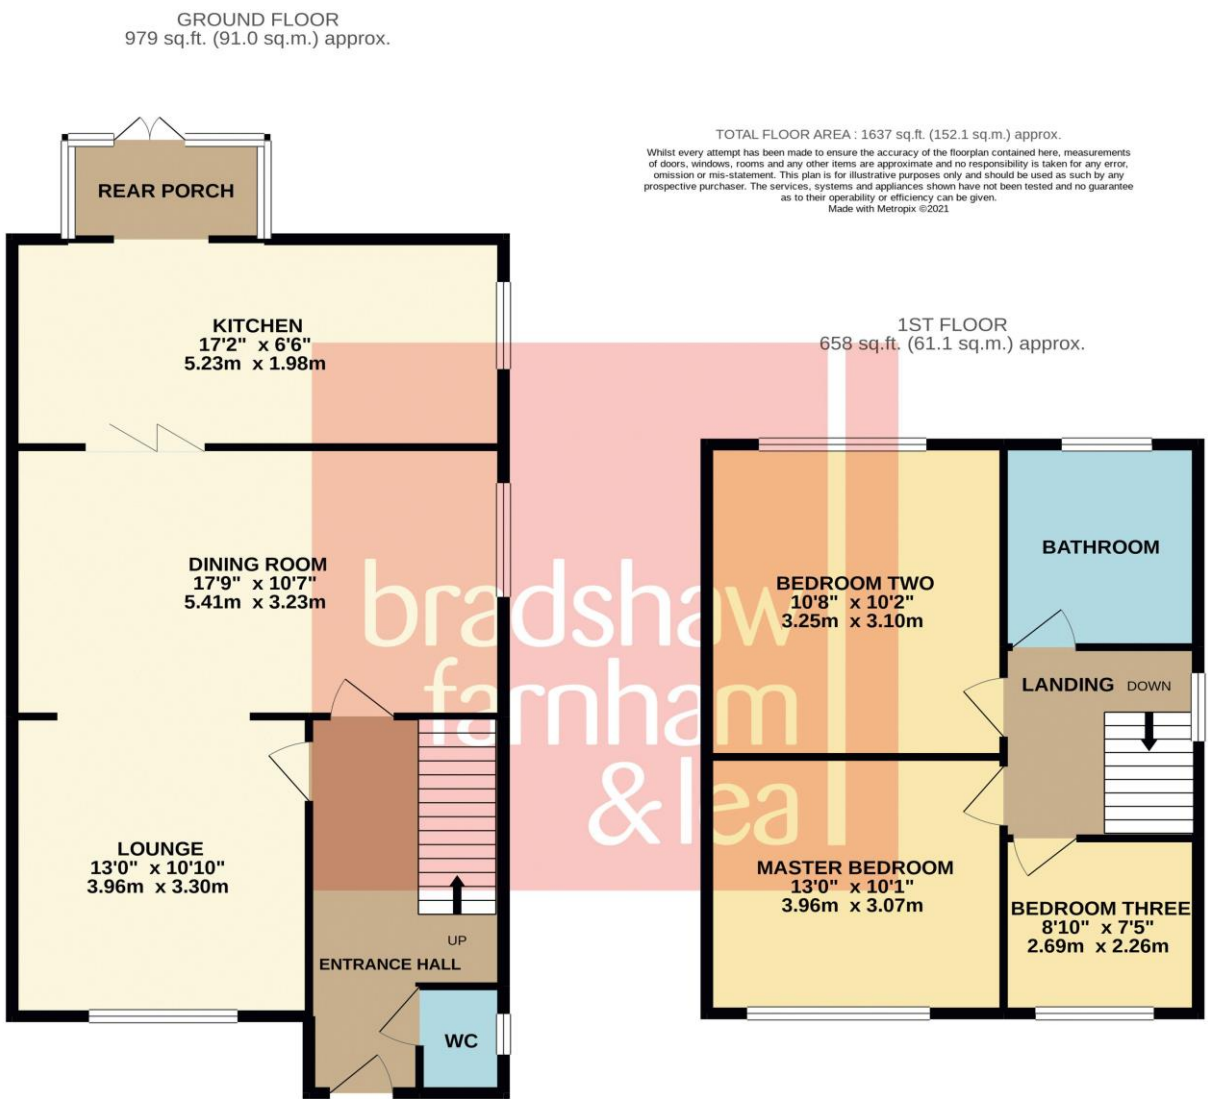 GROUND FLOOR
979 sq.ft. (91.0 sq.m.) approx.
TOTAL FLOOR AREA : 1637 sq.ft. (152.1 sq.m.) approx.
Whilst every attempt has been made to ensure the accuracy of the floorplan contained here, measurements
of doors, windows, rooms and any other items are approximate and no responsibility is taken for any error,
omission or mis-statement. This plan is for illustrative purposes only and should be used as such by any
prospective purchaser. The services, systems and appliances shown have not been tested and no guarantee
as to their operability or efficiency can be given.
Made with Metropix ©2021
REAR PORCH
KITCHEN
17'2" x 6'6"
5.23m x 1.98m
DINING ROOM
17'9" x 10'7"
5.41m x 3.23m
LOUNGE
13'0" x 10'10"
3.96m x 3.30m
UP
ENTRANCE HALL
WC
bradshaw
farnham
& lea
1ST FLOOR
658 sq.ft. (61.1 sq.m.) approx.
BATHROOM
BEDROOM TWO
10'8" x 10'2"
3.25m x 3.10m
LANDING DOWN
MASTER BEDROOM
13'0" x 10'1"
3.96m x 3.07m
BEDROOM THREE
8'10" x 7'5"
2.69m x 2.26m